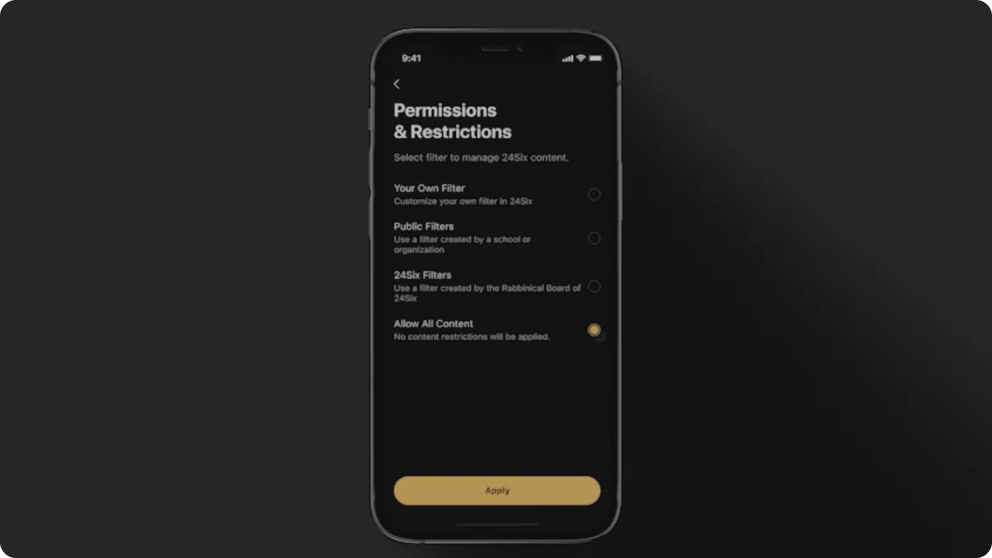 9:41
Permissions
& Restrictions
Select filter to manage 24Six content.
Your Own Filter
Customize your own filter in 24Six
Public Filters
Use a filter created by a school or
organization
24Six Filters
Use a filter created by the Rabbinical Board of
24Six
Allow All Content
No content restrictions will be applied.
Apply